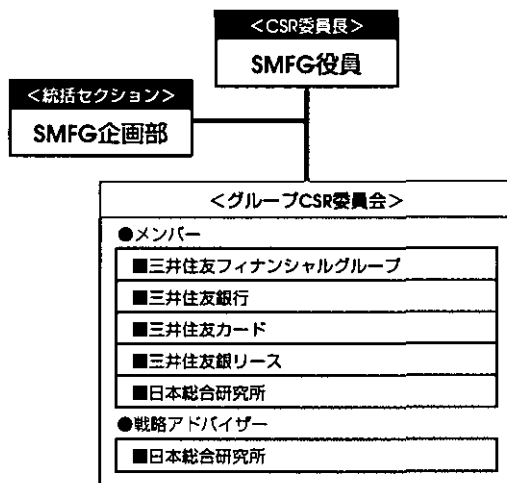 ＜CSR委員長＞
SMFG役員
＜統括セクション＞
SMFG企画部
＜グループCSR委員会＞
●メンバー
■三井住友フィナンシャルグループ
■三井住友銀行
■三井住友カード
■三井住友銀リース
■日本総合研究所
●戦略アドバイザー
■日本総合研究所